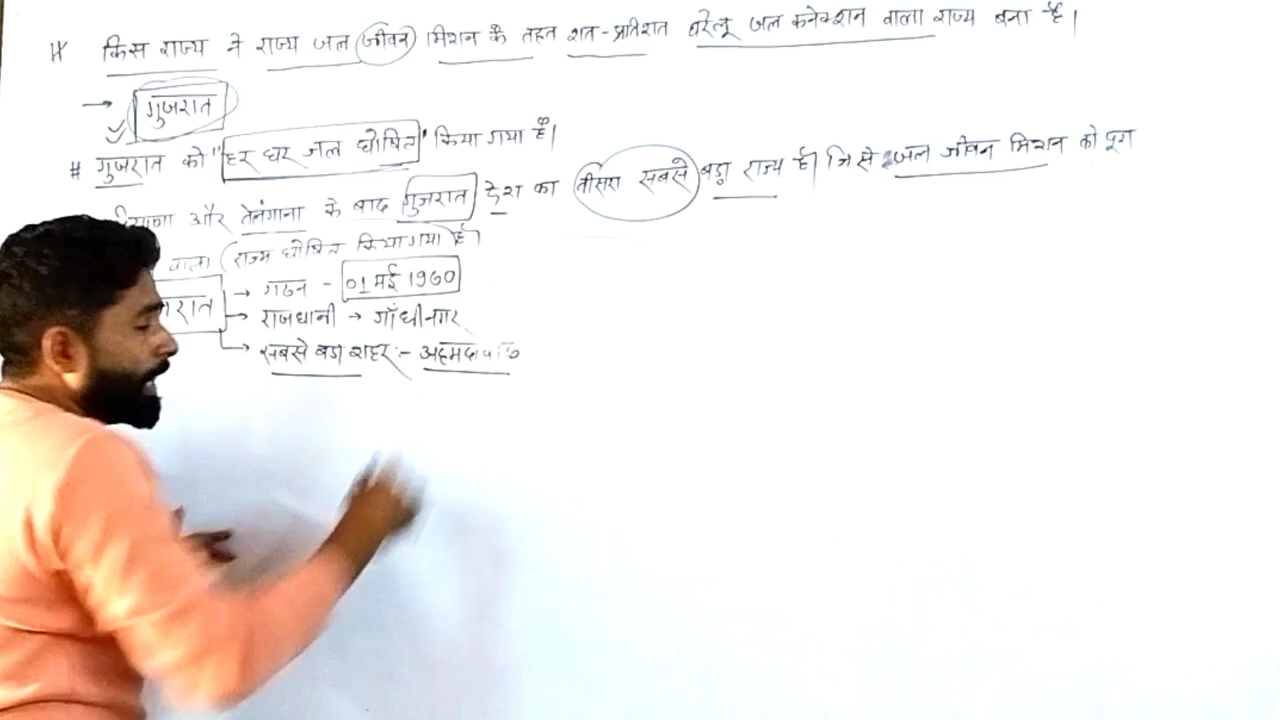 # किस राज्य ने राज्य जल जीवन मिशन के तहत शत-प्रतिशत घरेलू जल कनेक्शन वाला राज्य बना है।
→ गुजरात
# गुजरात को "हर घर जल घोषित" किया गया है।
और तेलंगाना के बाद गुजरात देश का तीसरा सबसे बड़ा राज्य है। जिसे जल जीवन मिशन को पूरा
वाला राज्य घोषित किया गया है।
→ गठन - 01 मई 1960
रात → राजधानी → गाँधीनगर
→ सबसे बड़ा शहर :- अहमदाबाद